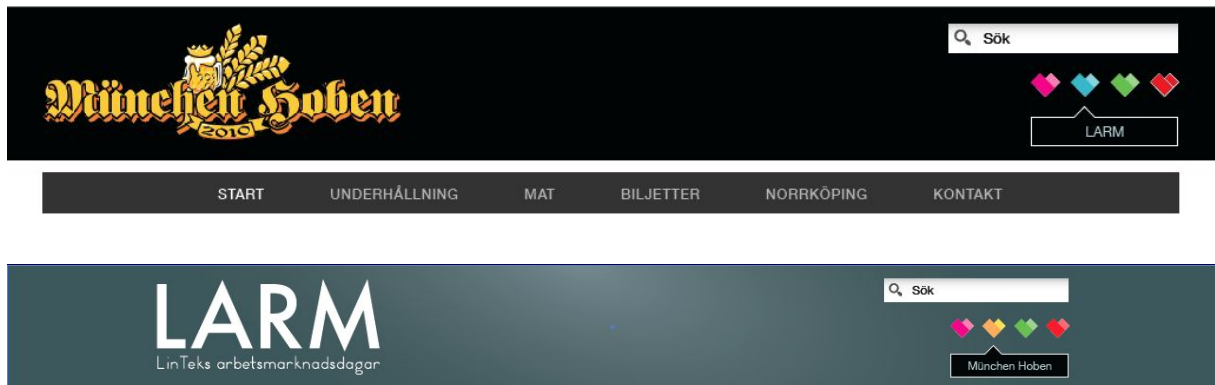 München Hoben
2010
Sök
LARM
START UNDERHÅLLNING MAT BILJETTER NORRKÖPING KONTAKT
LARM
LinTeks arbetsmarknadsdagar
Sök
München Hoben